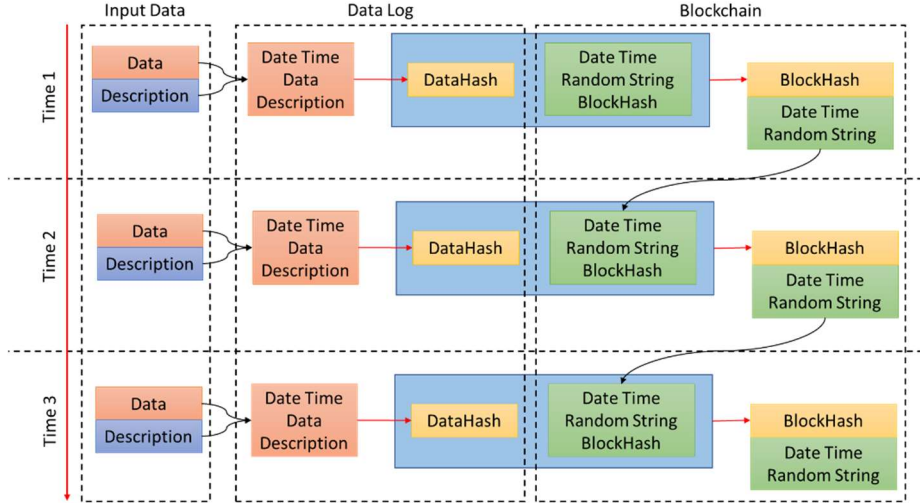 Input Data
Data Log
Blockchain
Time 1
Data
Description
Date Time
Data
Description
DataHash
Date Time
Random String
BlockHash
BlockHash
Date Time
Random String
Time 2
Data
Description
Date Time
Data
Description
DataHash
Date Time
Random String
BlockHash
BlockHash
Date Time
Random String
Time 3
Data
Description
Date Time
Data
Description
DataHash
Date Time
Random String
BlockHash
BlockHash
Date Time
Random String